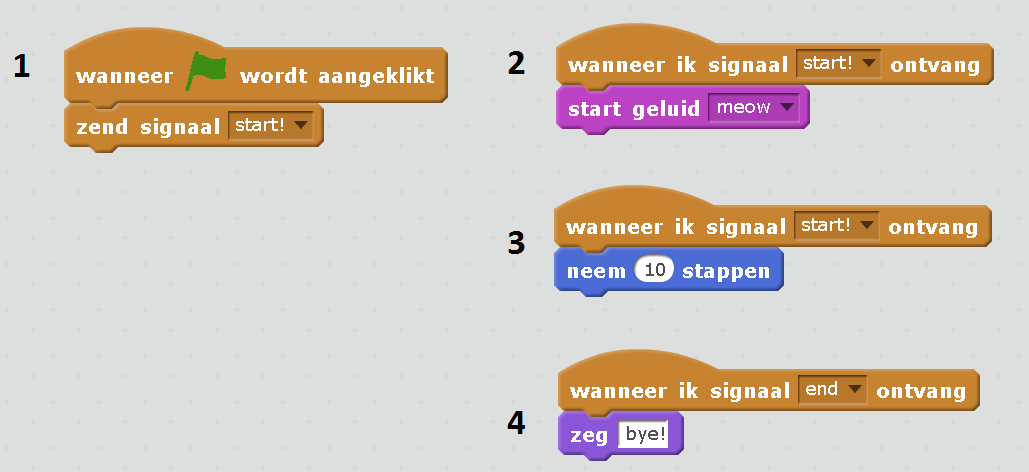 1
wanneer wordt aangeklikt
zend signaal start!
2
wanneer ik signaal start! ontvang
start geluid meow
3
wanneer ik signaal start! ontvang
neem 10 stappen
4
wanneer ik signaal end ontvang
zeg bye!